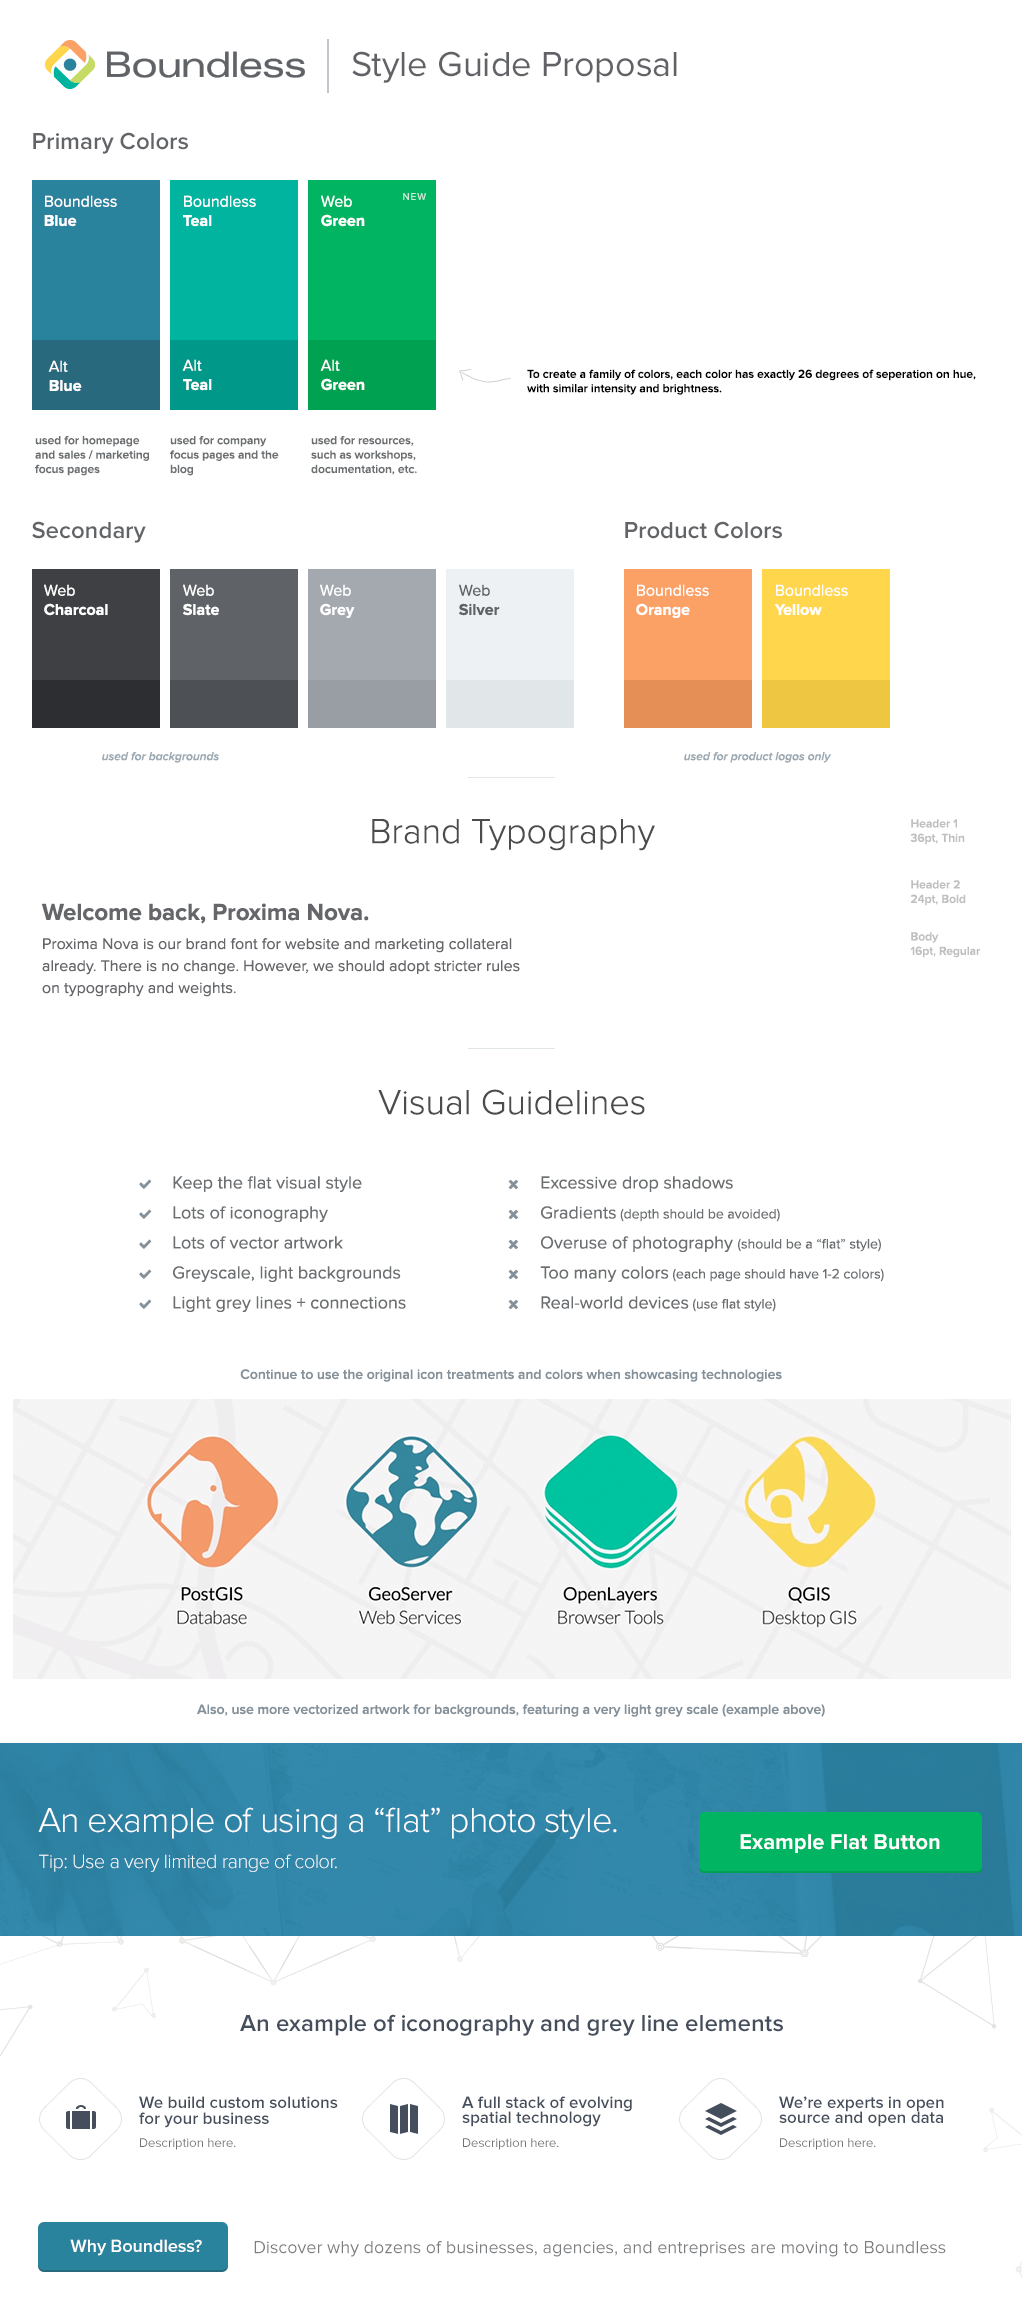 Boundless
Style Guide Proposal
Primary Colors
Boundless
Blue
Alt
Blue
used for homepage
and sales / marketing
focus pages
Boundless
Teal
Alt
Teal
used for company
focus pages and the
blog
Web
Green
NEW
Alt
Green
used for resources,
such as workshops,
documentation, etc.
To create a family of colors, each color has exactly 26 degrees of seperation on hue,
with similar intensity and brightness.
Secondary
Web
Charcoal
Web
Slate
Web
Grey
Web
Silver
used for backgrounds
Product Colors
Boundless
Orange
Boundless
Yellow
used for product logos only
Brand Typography
Header 1
36pt, Thin
Welcome back, Proxima Nova.
Header 2
24pt, Bold
Proxima Nova is our brand font for website and marketing collateral
already. There is no change. However, we should adopt stricter rules
on typography and weights.
Body
16pt, Regular
Visual Guidelines
Keep the flat visual style
Lots of iconography
Lots of vector artwork
Greyscale, light backgrounds
Light grey lines + connections
Excessive drop shadows
Gradients (depth should be avoided)
Overuse of photography (should be a “flat” style)
Too many colors (each page should have 1-2 colors)
Real-world devices (use flat style)
Continue to use the original icon treatments and colors when showcasing technologies
PostGIS
Database
GeoServer
Web Services
OpenLayers
Browser Tools
QGIS
Desktop GIS
Also, use more vectorized artwork for backgrounds, featuring a very light grey scale (example above)
An example of using a “flat” photo style.
Tip: Use a very limited range of color.
Example Flat Button
An example of iconography and grey line elements
We build custom solutions
for your business
Description here.
A full stack of evolving
spatial technology
Description here.
We’re experts in open
source and open data
Description here.
Why Boundless?
Discover why dozens of businesses, agencies, and entreprises are moving to Boundless